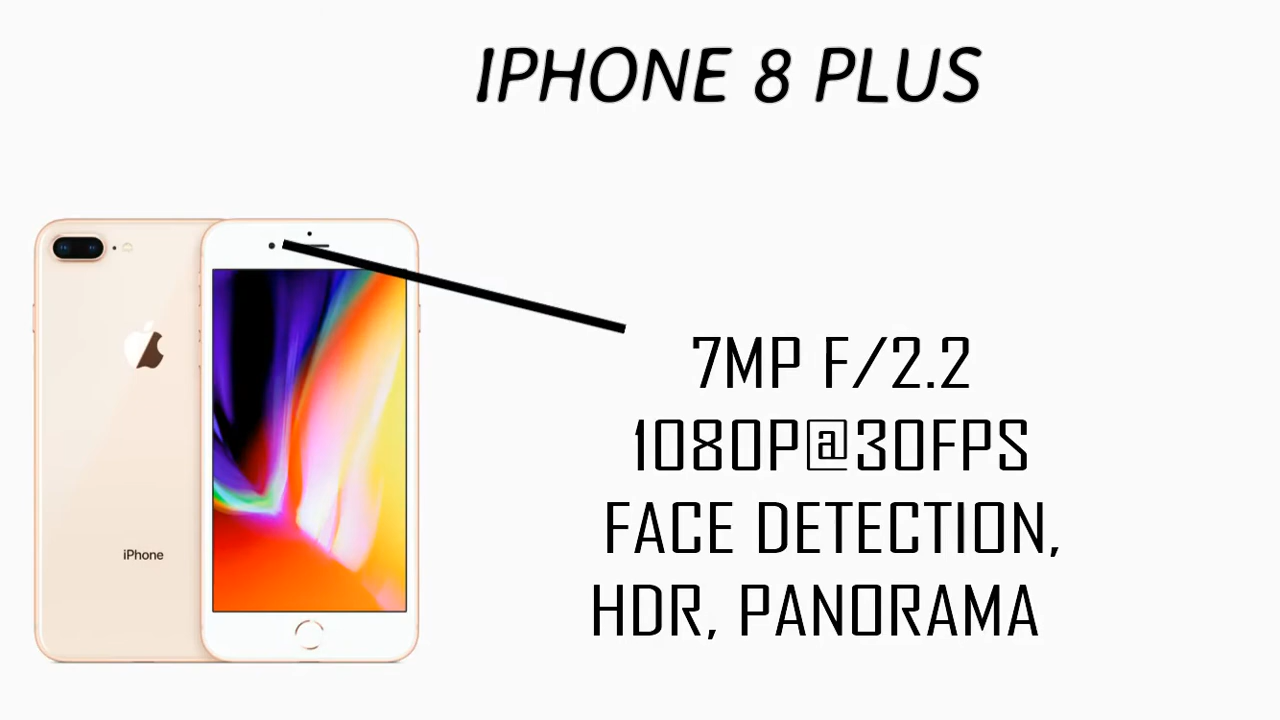 IPHONE 8 PLUS
7MP F/2.2
1080P@30FPS
FACE DETECTION,
HDR, PANORAMA
iPhone